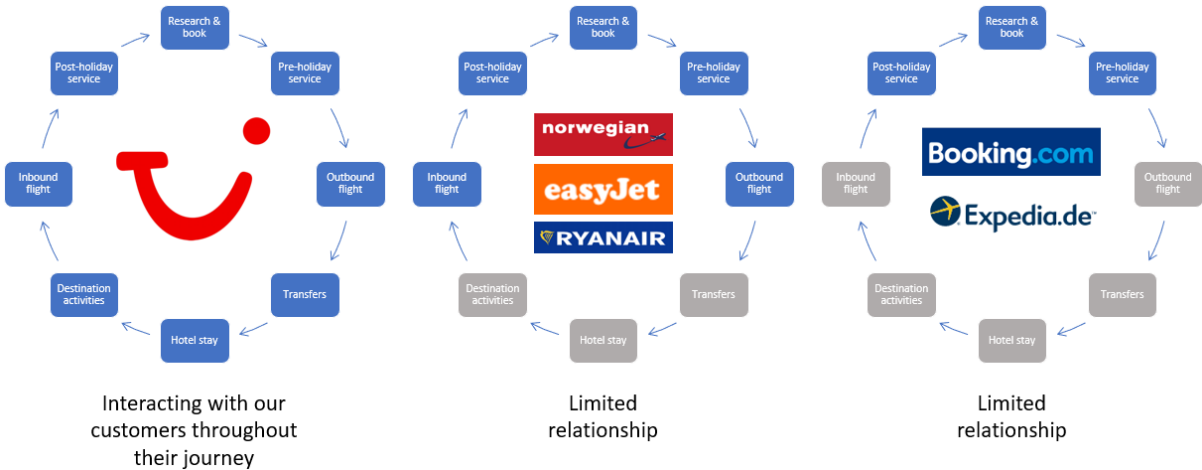 Research &
book
Pre-holiday
service
Outbound
flight
Transfers
Hotel stay
Destination
activities
Inbound
flight
Post-holiday
service
Interacting with our
customers throughout
their journey
Research &
book
Pre-holiday
service
Outbound
flight
Transfers
Hotel stay
Destination
activities
Inbound
flight
Post-holiday
service
norwegian
easyJet
RYANAIR
Limited
relationship
Research &
book
Pre-holiday
service
Outbound
flight
Transfers
Hotel stay
Destination
activities
Inbound
flight
Post-holiday
service
Booking.com
Expedia.de™
Limited
relationship